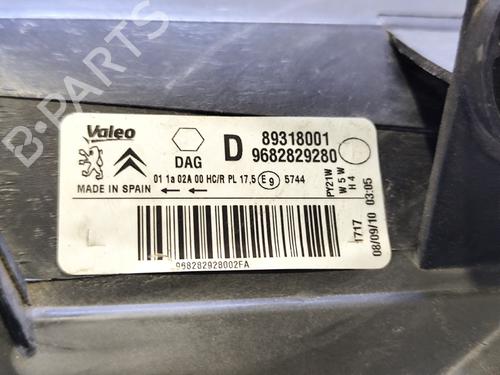 Valeo
DAG
D
89318001
9682829280
01 1a 02A 00 HC/R PL 17,5 E9 5744
MADE IN SPAIN
PY21W
W5W
H4
1717
08/09/10 03:05
968282928002FA
B-PARTS